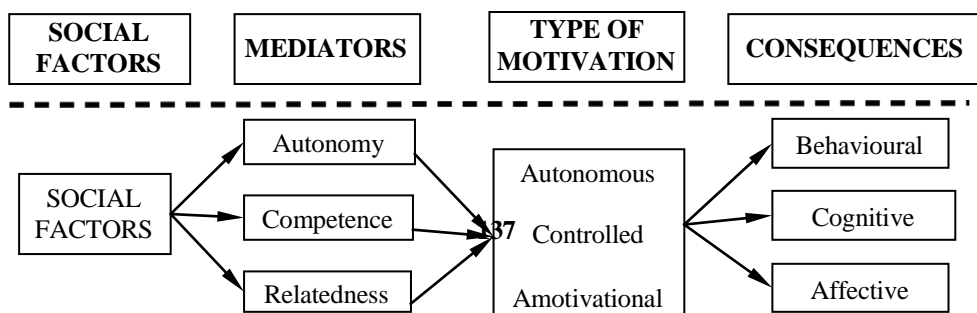 SOCIAL
FACTORS
MEDIATORS
TYPE OF
MOTIVATION
CONSEQUENCES
SOCIAL
FACTORS
Autonomy
Competence
Relatedness
137
Autonomous
Controlled
Amotivational
Behavioural
Cognitive
Affective